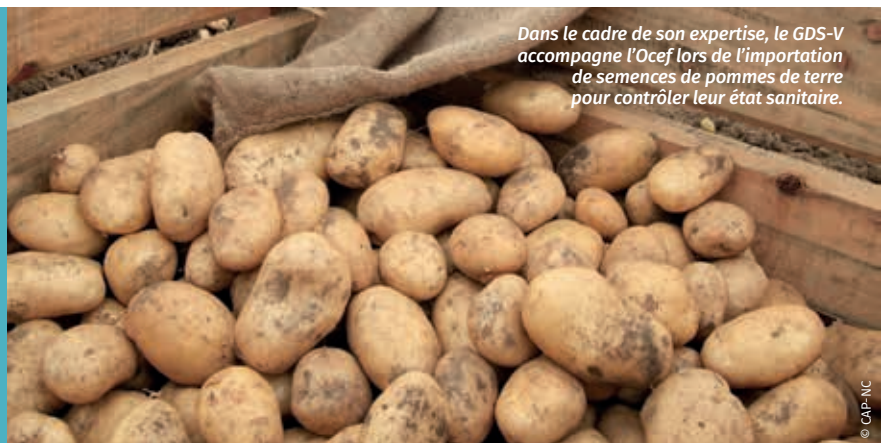 Dans le cadre de son expertise, le GDS-V
accompagne l’Ocef lors de l’importation
de semences de pommes de terre
pour contrôler leur état sanitaire.
© CAP-NC